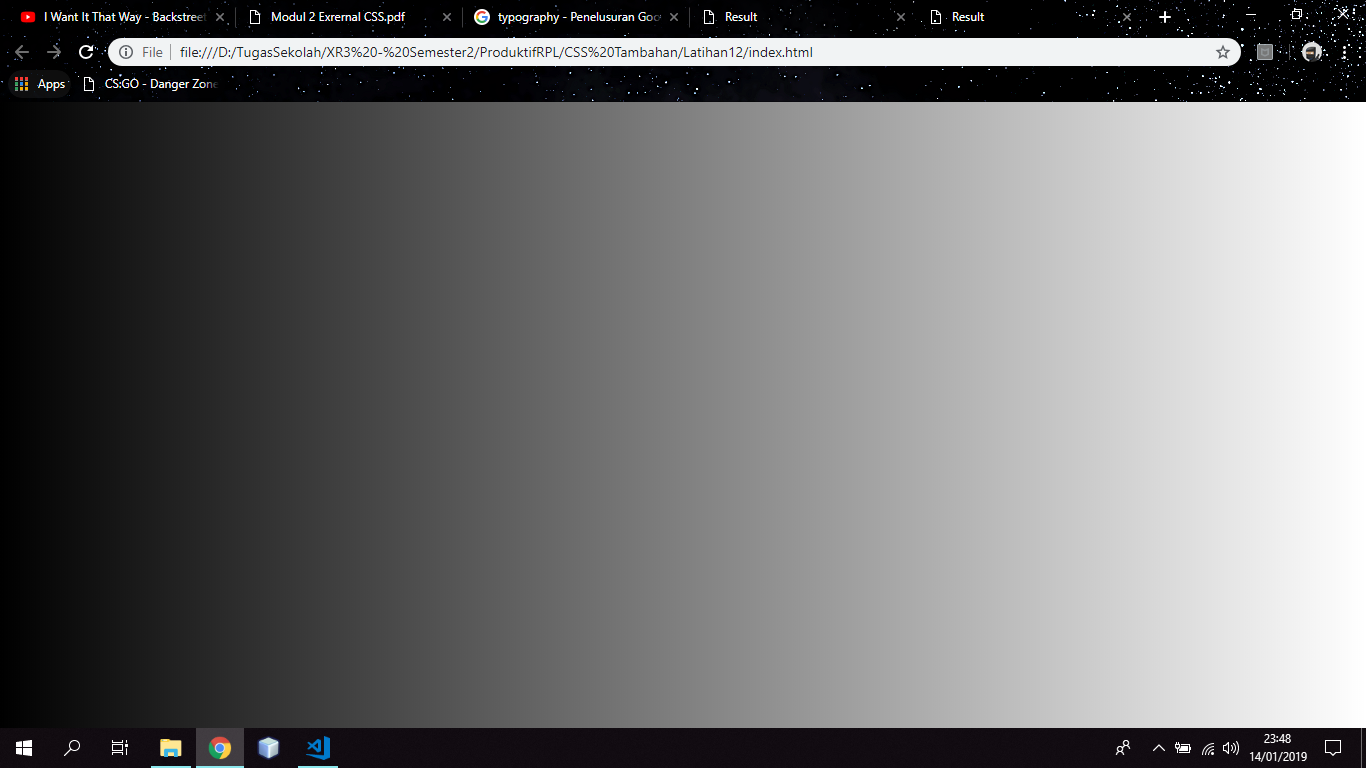 I Want It That Way - Backstreet
Modul 2 Exrernal CSS.pdf
typography - Penelusuran Goo
Result
Result
File file:///D:/TugasSekolah/XR3%20-%20Semester2/ProduktifRPL/CSS%20Tambahan/Latihan12/index.html
Apps
CS:GO - Danger Zone
23:48
14/01/2019